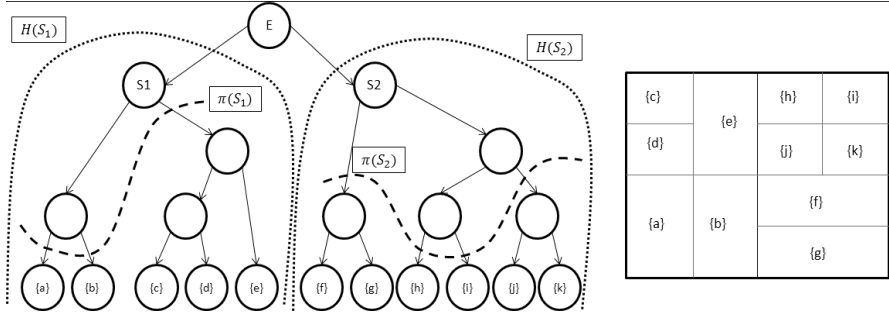 E
H(S₁)
H(S₂)
S1
S2
π(S₁)
π(S₂)
{a} {b} {c} {d} {e} {f} {g} {h} {i} {j} {k}
{c} {e} {h} {i}
{d} {j} {k}
{a} {b} {f}
{g}